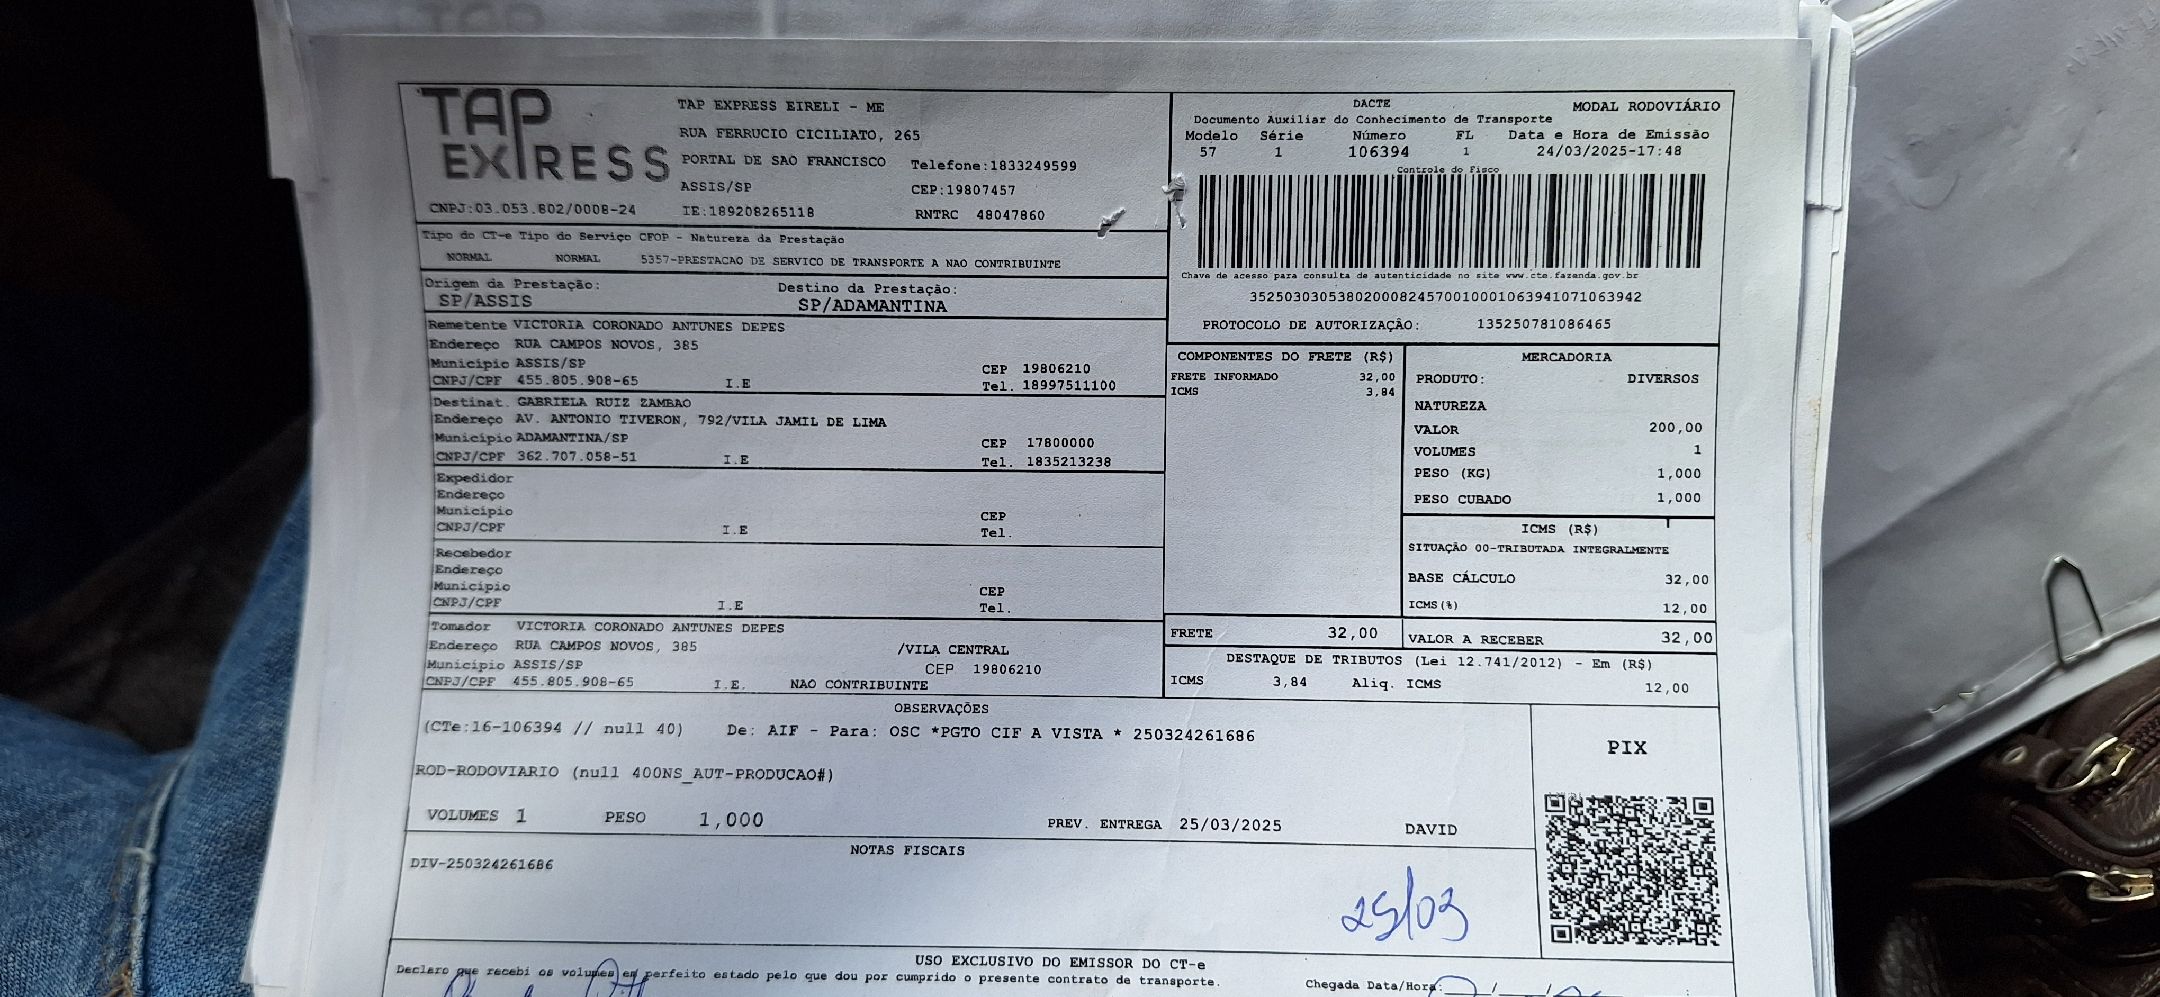 TAP EXPRESS
TAP EXPRESS EIRELI - ME
RUA FERRUCIO CICILIATO, 265
PORTAL DE SAO FRANCISCO Telefone:1833249599
ASSIS/SP CEP:19807457
CNPJ:03.053.802/0008-24 IE:189208265118 RNTRC 48047860
DACTE MODAL RODOVIÁRIO
Documento Auxiliar do Conhecimento de Transporte
Modelo Série Número FL Data e Hora de Emissão
57 1 106394 1 24/03/2025-17:48
Controle do Fisco
Chave de acesso para consulta de autenticidade no site www.cte.fazenda.gov.br
35250303053802000824570010001063941071063942
PROTOCOLO DE AUTORIZAÇÃO: 135250781086465
Tipo do CT-e Tipo do Serviço CFOP - Natureza da Prestação
NORMAL NORMAL 5357-PRESTACAO DE SERVICO DE TRANSPORTE A NAO CONTRIBUINTE
Origem da Prestação: Destino da Prestação:
SP/ASSIS SP/ADAMANTINA
Remetente VICTORIA CORONADO ANTUNES DEPES
Endereço RUA CAMPOS NOVOS, 385
Município ASSIS/SP CEP 19806210
CNPJ/CPF 455.805.908-65 I.E Tel. 18997511100
Destinat. GABRIELA RUIZ ZAMBAO
Endereço AV. ANTONIO TIVERON, 792/VILA JAMIL DE LIMA
Município ADAMANTINA/SP CEP 17800000
CNPJ/CPF 362.707.058-51 I.E Tel. 1835213238
Expedidor
Endereço
Município CEP
CNPJ/CPF I.E Tel.
Recebedor
Endereço
Município CEP
CNPJ/CPF I.E Tel.
Tomador VICTORIA CORONADO ANTUNES DEPES
Endereço RUA CAMPOS NOVOS, 385 /VILA CENTRAL
Município ASSIS/SP CEP 19806210
CNPJ/CPF 455.805.908-65 I.E. NAO CONTRIBUINTE
COMPONENTES DO FRETE (R$)
FRETE INFORMADO 32,00
ICMS 3,84
MERCADORIA
PRODUTO: DIVERSOS
NATUREZA
VALOR 200,00
VOLUMES 1
PESO (KG) 1,000
PESO CUBADO 1,000
ICMS (R$)
SITUAÇÃO 00-TRIBUTADA INTEGRALMENTE
BASE CÁLCULO 32,00
ICMS(%) 12,00
FRETE 32,00 VALOR A RECEBER 32,00
DESTAQUE DE TRIBUTOS (Lei 12.741/2012) - Em (R$)
ICMS 3,84 Aliq. ICMS 12,00
OBSERVAÇÕES
(CTe:16-106394 // null 40) De: AIF - Para: OSC *PGTO CIF A VISTA * 250324261686
ROD-RODOVIARIO (null 400NS_AUT-PRODUCAO#)
VOLUMES 1 PESO 1,000 PREV. ENTREGA 25/03/2025 DAVID
PIX
NOTAS FISCAIS
DIV-250324261686
25/03
USO EXCLUSIVO DO EMISSOR DO CT-e
Declaro que recebi os volumes em perfeito estado pelo que dou por cumprido o presente contrato de transporte.
Chegada Data/Hora: